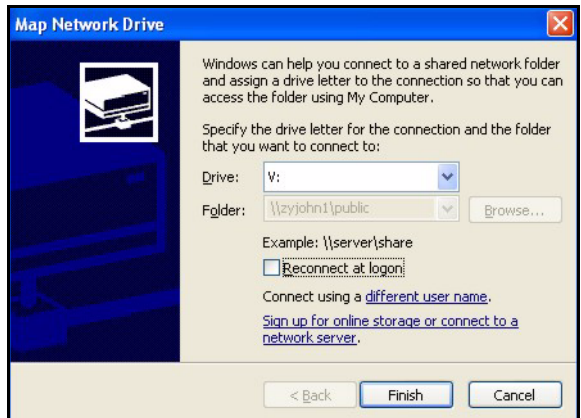 Map Network Drive
Windows can help you connect to a shared network folder
and assign a drive letter to the connection so that you can
access the folder using My Computer.
Specify the drive letter for the connection and the folder
that you want to connect to:
Drive: V:
Folder: \\zyjohn1\public Browse...
Example: \\server\share
Reconnect at logon
Connect using a different user name.
Sign up for online storage or connect to a
network server.
< Back Finish Cancel